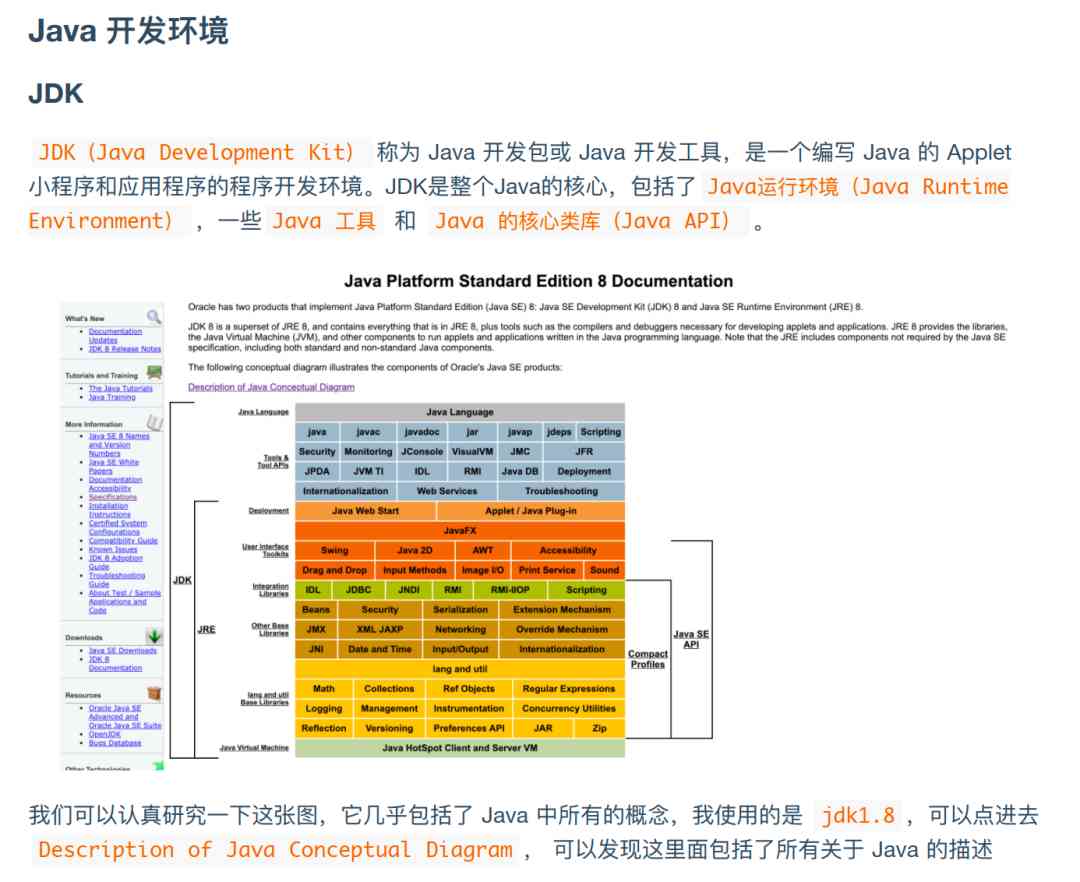 Java 开发环境
JDK
JDK（Java Development Kit） 称为 Java 开发包或 Java 开发工具，是一个编写 Java 的 Applet
小程序和应用程序的程序开发环境。JDK是整个Java的核心，包括了 Java运行环境（Java Runtime
Environment） ，一些 Java 工具 和 Java 的核心类库（Java API） 。
Java Platform Standard Edition 8 Documentation
What's New
Documentation
Updates
JDK 8 Release Notes
Tutorials and Training
The Java Tutorials
Java Training
More Information
Java SE 8 Names
and Version
Numbers
Java SE White
Papers
Documentation
Accessibility
Specifications
Installation
Instructions
Certified System
Configurations
Compatibility Guide
Known Issues
JDK 8 Adoption
Guide
Troubleshooting
Guide
About Test / Sample
Applications and
Code
Downloads
Java SE Downloads
JDK 8
Documentation
Resources
Oracle Java SE
Advanced and
Oracle Java SE Suite
OpenJDK
Bugs Database
Other Technologies
Oracle has two products that implement Java Platform Standard Edition (Java SE) 8: Java SE Development Kit (JDK) 8 and Java SE Runtime Environment (JRE) 8.
JDK 8 is a superset of JRE 8, and contains everything that is in JRE 8, plus tools such as the compilers and debuggers necessary for developing applets and applications. JRE 8 provides the libraries,
the Java Virtual Machine (JVM), and other components to run applets and applications written in the Java programming language. Note that the JRE includes components not required by the Java SE
specification, including both standard and non-standard Java components.
The following conceptual diagram illustrates the components of Oracle's Java SE products:
Description of Java Conceptual Diagram
JDK
JRE
Java Language Java Language
java javac javadoc jar javap jdeps Scripting
Tools &
Tool APIs
Security Monitoring JConsole VisualVM JMC JFR
JPDA JVM TI IDL RMI Java DB Deployment
Internationalization Web Services Troubleshooting
Deployment Java Web Start Applet / Java Plug-in
JavaFX
User Interface
Toolkits
Swing Java 2D AWT Accessibility
Drag and Drop Input Methods Image I/O Print Service Sound
Integration
Libraries
IDL JDBC JNDI RMI RMI-IIOP Scripting
Beans Security Serialization Extension Mechanism
Other Base
Libraries
JMX XML JAXP Networking Override Mechanism
JNI Date and Time Input/Output Internationalization
lang and util
lang and util
Base Libraries
Math Collections Ref Objects Regular Expressions
Logging Management Instrumentation Concurrency Utilities
Reflection Versioning Preferences API JAR Zip
Java Virtual Machine Java HotSpot Client and Server VM
Compact
Profiles
Java SE
API
我们可以认真研究一下这张图，它几乎包括了 Java 中所有的概念，我使用的是 jdk1.8 ，可以点进去
Description of Java Conceptual Diagram ， 可以发现这里面包括了所有关于 Java 的描述